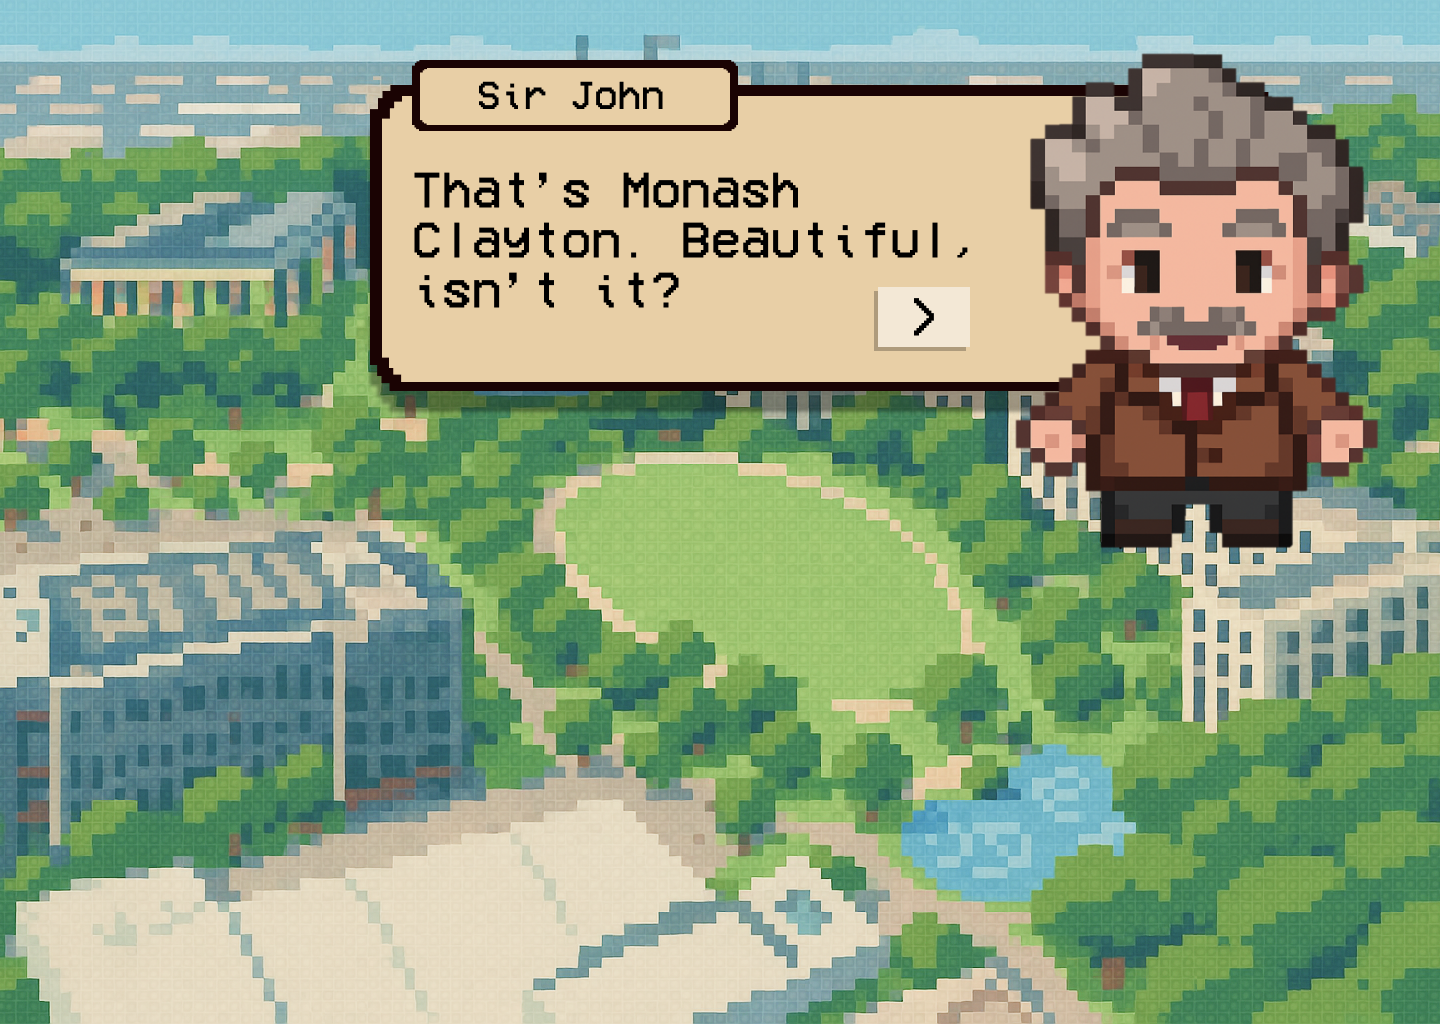 Sir John
That's Monash
Clayton. Beautiful,
isn't it?
>